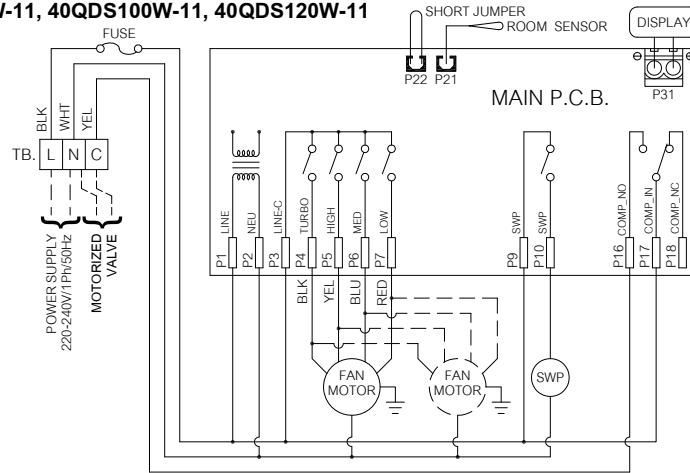 W-11, 40QDS100W-11, 40QDS120W-11
SHORT JUMPER
ROOM SENSOR
DISPLAY
FUSE
P22
P21
P31
MAIN P.C.B.
BLK
WHT
YEL
TB.
L
N
C
POWER SUPPLY
220-240V/1Ph/50Hz
MOTORIZED
VALVE
LINE
NEU
LINE-C
TURBO
HIGH
MED
LOW
SWP
SWP
COMP_NO
COMP_IN
COMP_NC
P1
P2
P3
P4
P5
P6
P7
P9
P10
P16
P17
P18
BLK
YEL
BLU
RED
FAN
MOTOR
FAN
MOTOR
SWP